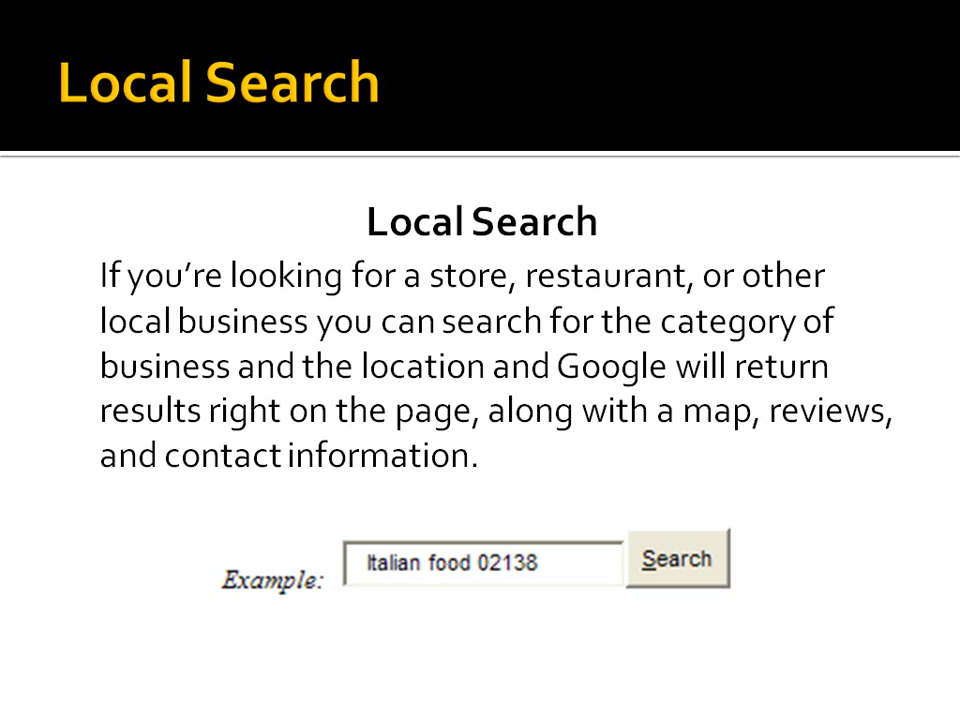 Local Search
Local Search
If you’re looking for a store, restaurant, or other
local business you can search for the category of
business and the location and Google will return
results right on the page, along with a map, reviews,
and contact information.
Example: Italian food 02138 Search